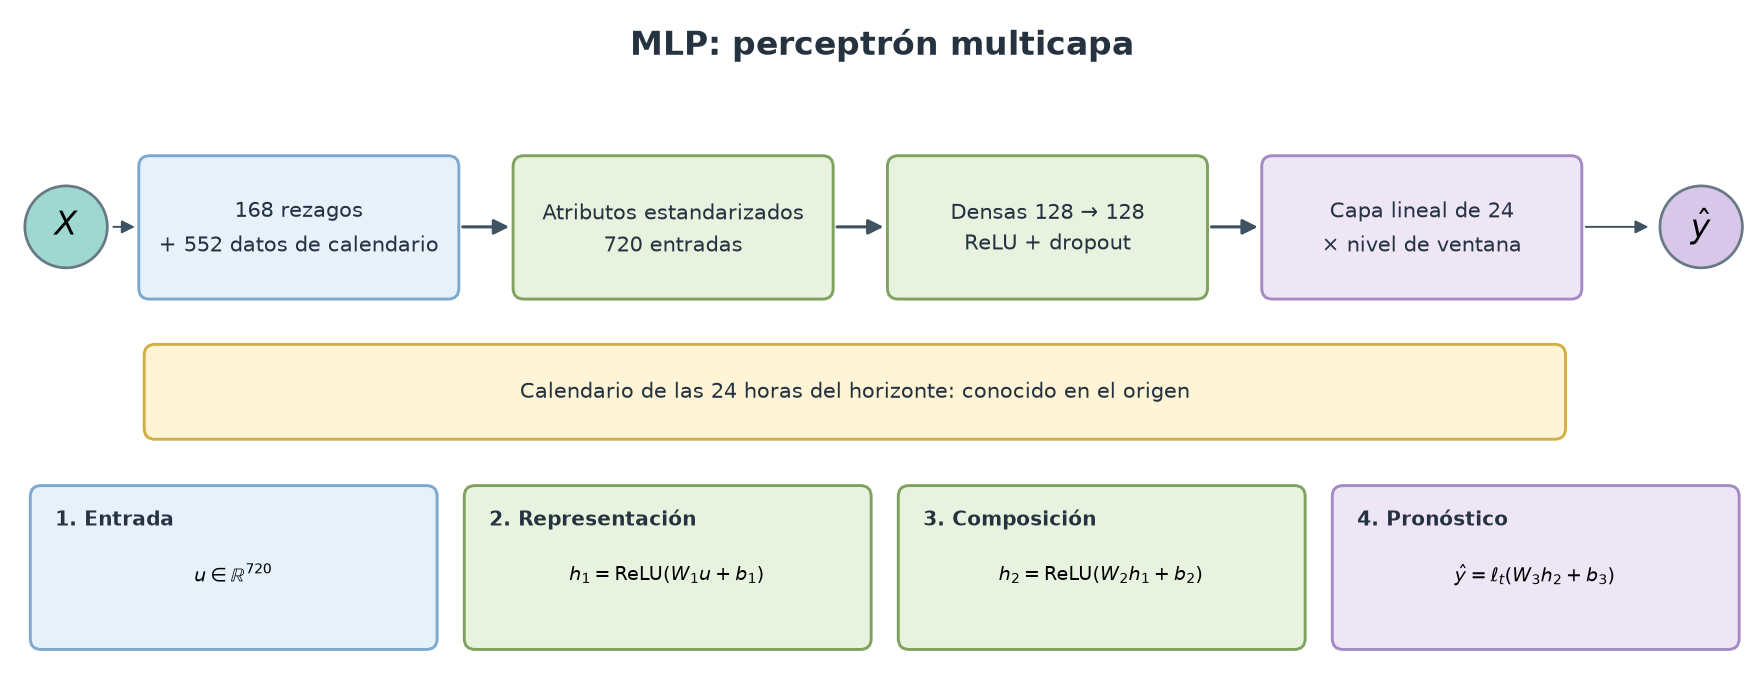 MLP: perceptrón multicapa
X
168 rezagos
+ 552 datos de calendario
Atributos estandarizados
720 entradas
Densas 128 → 128
ReLU + dropout
Capa lineal de 24
× nivel de ventana
ŷ
Calendario de las 24 horas del horizonte: conocido en el origen
1. Entrada
u ∈ ℝ⁷²⁰
2. Representación
h₁ = ReLU(W₁u + b₁)
3. Composición
h₂ = ReLU(W₂h₁ + b₂)
4. Pronóstico
ŷ = ℓₜ(W₃h₂ + b₃)